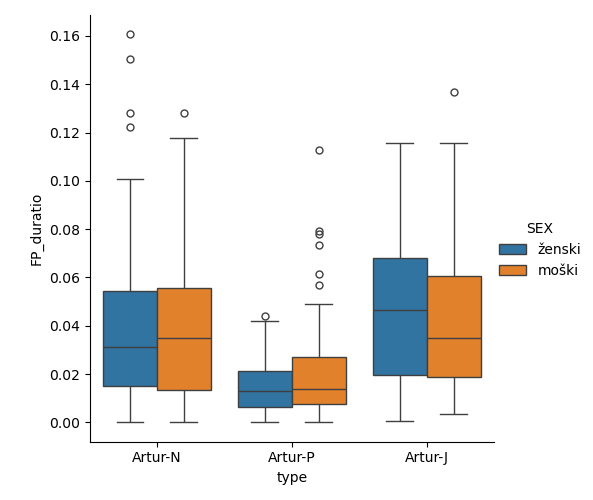 0.16
0.14
0.12
0.10
0.08
0.06
0.04
0.02
0.00
FP_duratio
Artur-N
Artur-P
Artur-J
type
SEX
ženski
moški